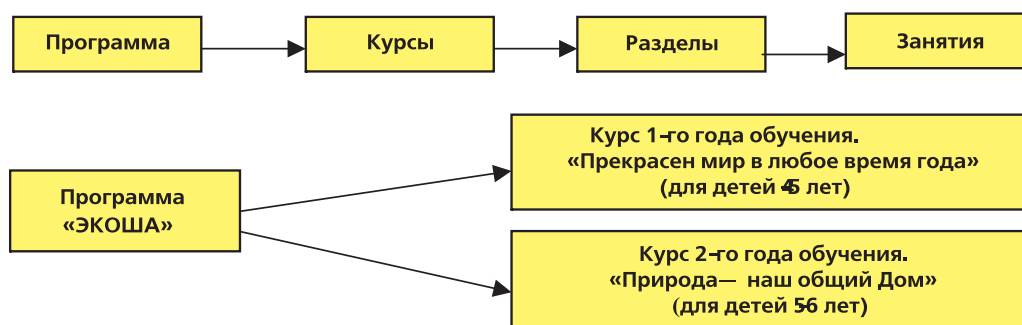 Программа
Курсы
Разделы
Занятия
Программа
«ЭКОША»
Курс 1-го года обучения.
«Прекрасен мир в любое время года»
(для детей 4-5 лет)
Курс 2-го года обучения.
«Природа— наш общий Дом»
(для детей 5-6 лет)